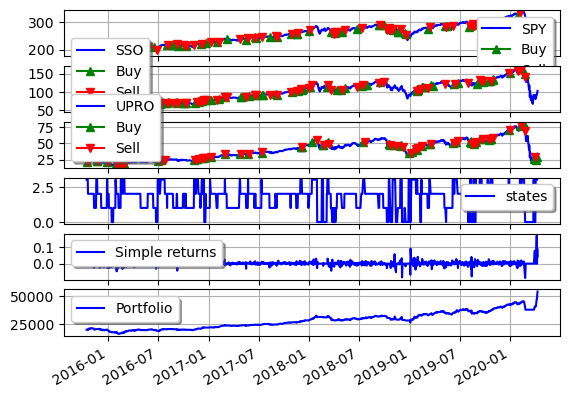 300
200
SPY
Buy
SSO
Buy
Sell
150
100
50
UPRO
Buy
Sell
75
50
25
2.5
0.0
states
0.1
0.0
Simple returns
50000
25000
Portfolio
2016-01
2016-07
2017-01
2017-07
2018-01
2018-07
2019-01
2019-07
2020-01